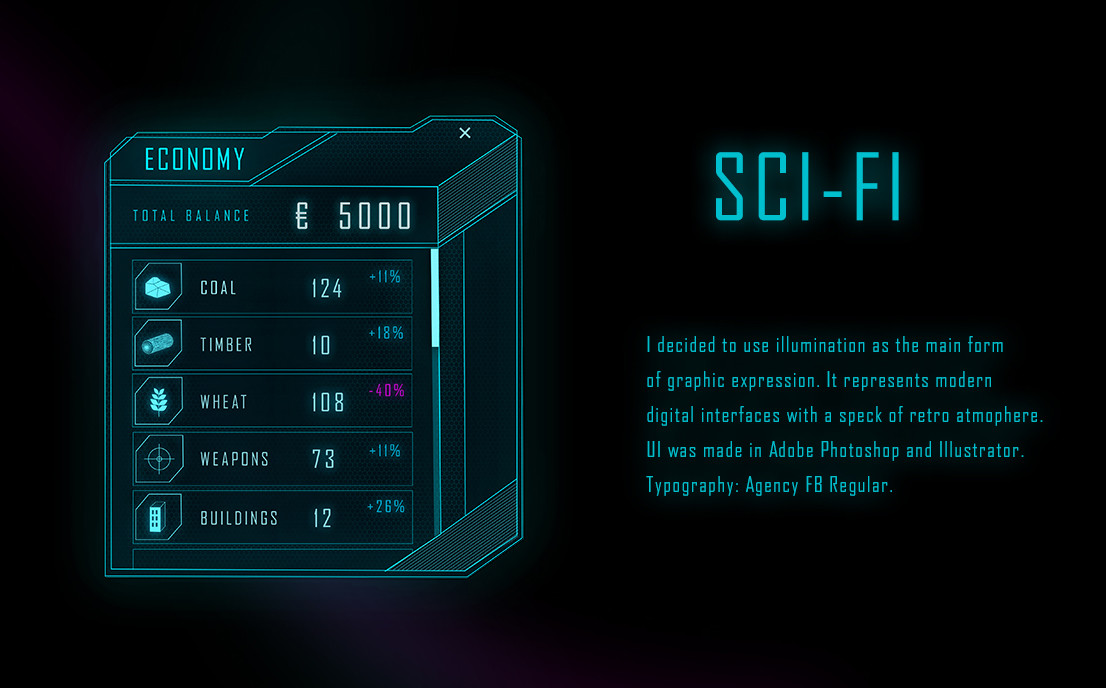 ECONOMY
TOTAL BALANCE € 5000
COAL 124 +11%
TIMBER 10 +18%
WHEAT 108 -40%
WEAPONS 73 +11%
BUILDINGS 12 +26%
SCI-FI
I decided to use illumination as the main form
of graphic expression. It represents modern
digital interfaces with a speck of retro atmophere.
UI was made in Adobe Photoshop and Illustrator.
Typography: Agency FB Regular.